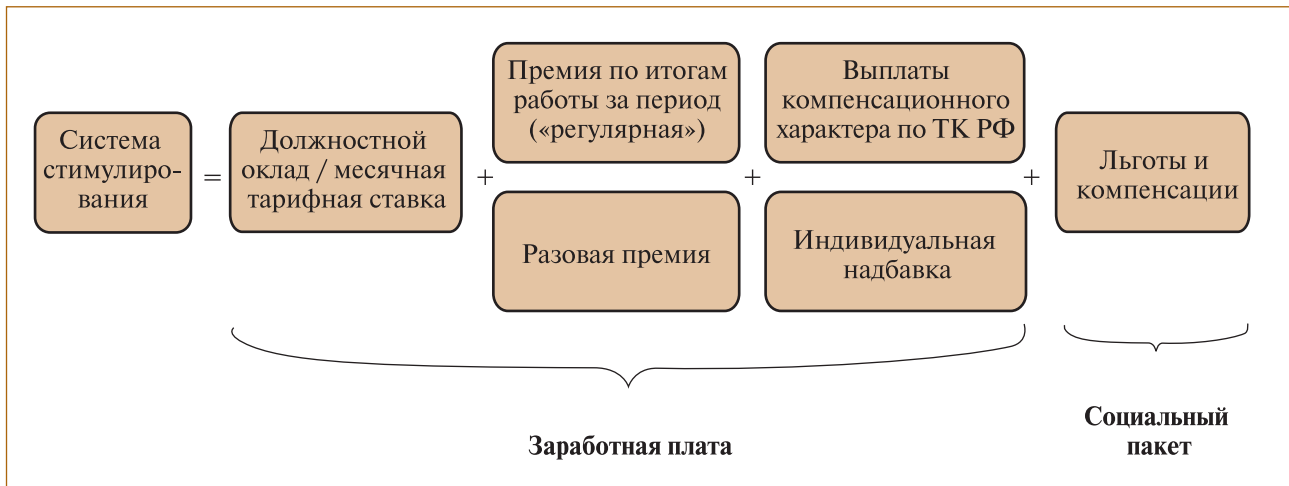 Система
стимулиро-
вания
=
Должностной
оклад / месячная
тарифная ставка
+
Премия по итогам
работы за период
(«регулярная»)
Разовая премия
+
Выплаты
компенсационного
характера по ТК РФ
Индивидуальная
надбавка
+
Льготы и
компенсации
Заработная плата
Социальный
пакет